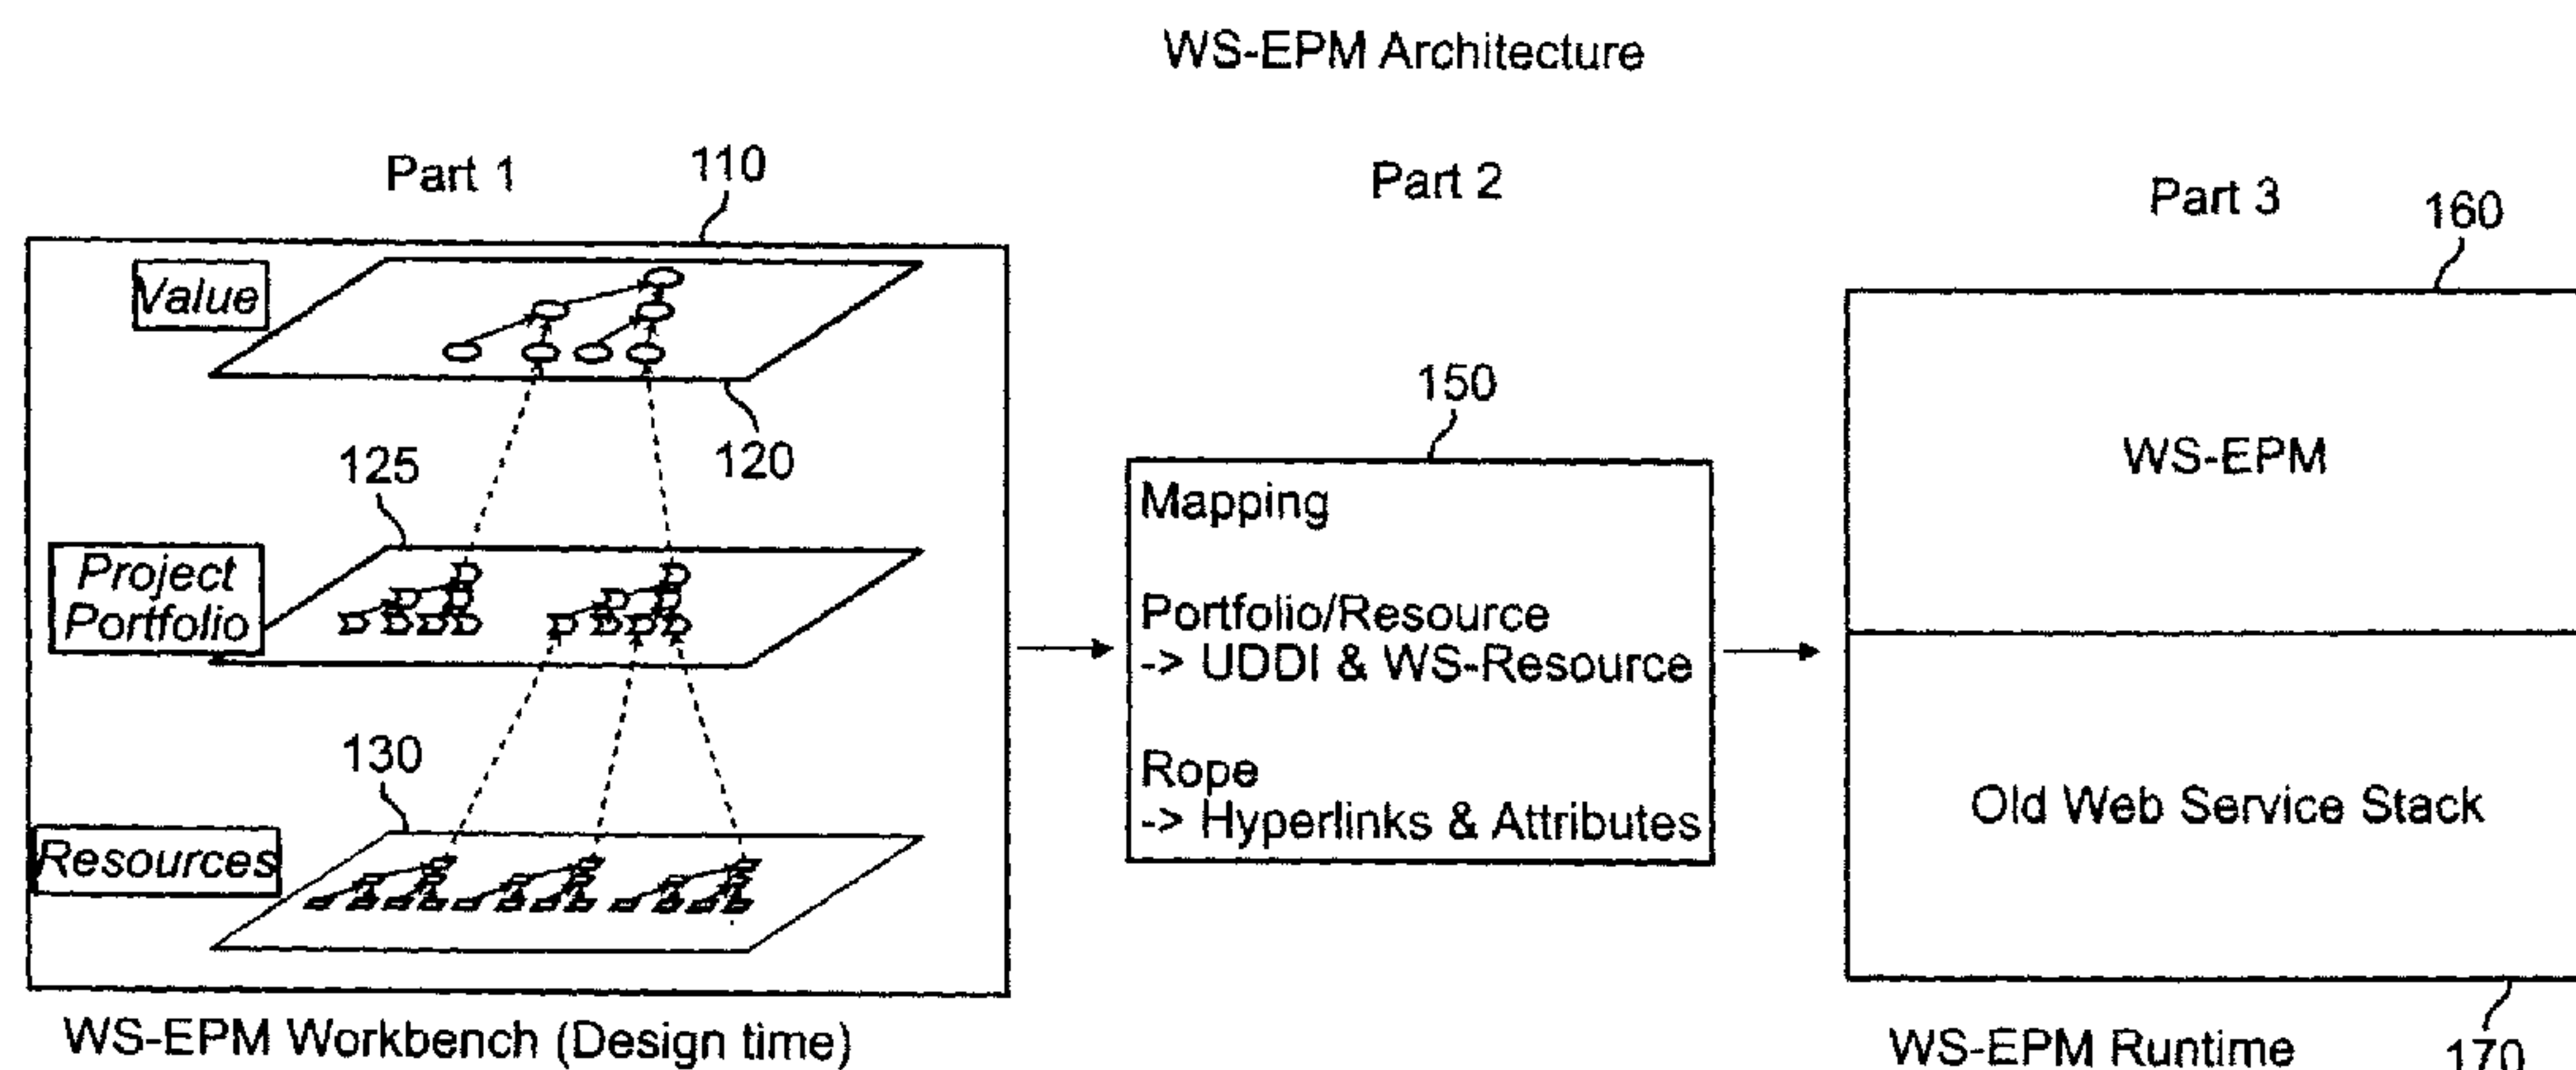 WS-EPM Architecture
Part 1
110
Part 2
Part 3
160
Value
120
125
Project
Portfolio
130
Resources
WS-EPM Workbench (Design time)
150
Mapping
Portfolio/Resource
-> UDDI & WS-Resource
Rope
-> Hyperlinks & Attributes
WS-EPM
Old Web Service Stack
WS-EPM Runtime
170